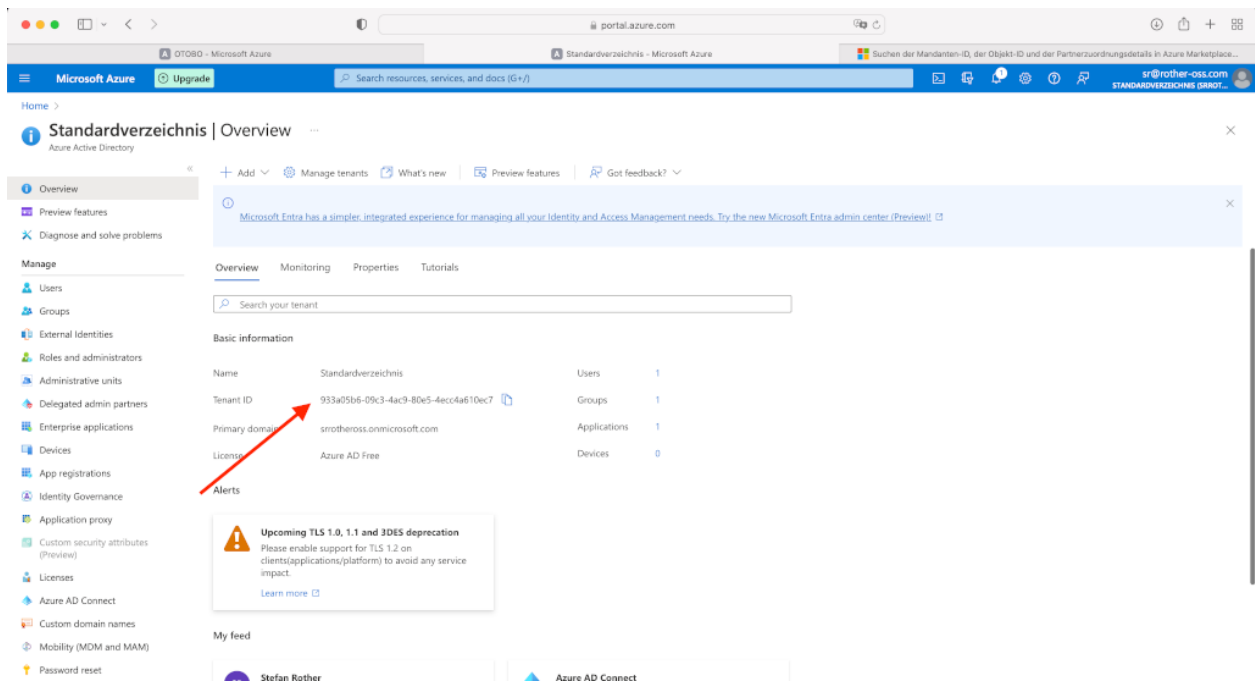 portal.azure.com
OTOBO - Microsoft Azure
Standardverzeichnis - Microsoft Azure
Suchen der Mandanten-ID, der Objekt-ID und der Partnerzuordnungsdetails in Azure Marketplace...
Microsoft Azure
Upgrade
Search resources, services, and docs (G+/)
1
sr@rother-oss.com
STANDARDVERZEICHNIS (SRROT...
Home >
Standardverzeichnis | Overview ...
Azure Active Directory
Add
Manage tenants
What's new
Preview features
Got feedback?
Overview
Preview features
Diagnose and solve problems
Manage
Users
Groups
External Identities
Roles and administrators
Administrative units
Delegated admin partners
Enterprise applications
Devices
App registrations
Identity Governance
Application proxy
Custom security attributes
(Preview)
Licenses
Azure AD Connect
Custom domain names
Mobility (MDM and MAM)
Password reset
Microsoft Entra has a simpler, integrated experience for managing all your Identity and Access Management needs. Try the new Microsoft Entra admin center (Preview)!
Overview Monitoring Properties Tutorials
Search your tenant
Basic information
Name Standardverzeichnis Users 1
Tenant ID 933a05b6-09c3-4ac9-80e5-4ecc4a610ec7 Groups 1
Primary domain srrotheross.onmicrosoft.com Applications 1
License Azure AD Free Devices 0
Alerts
Upcoming TLS 1.0, 1.1 and 3DES deprecation
Please enable support for TLS 1.2 on
clients(applications/platform) to avoid any service
impact.
Learn more
My feed
Stefan Rother
Azure AD Connect